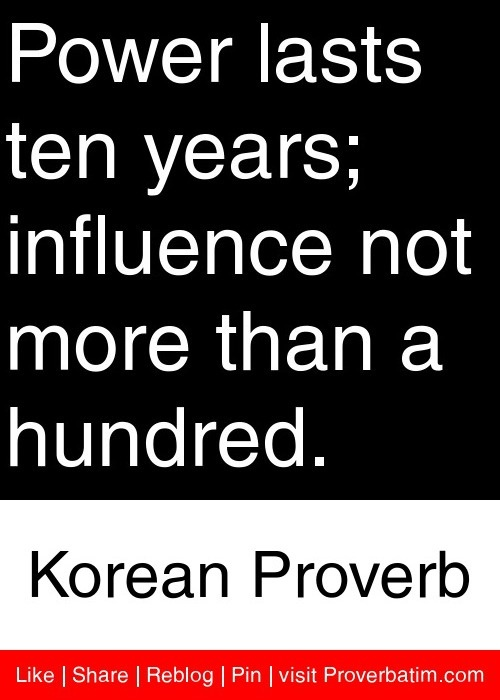 Power lasts
ten years;
influence not
more than a
hundred.
Korean Proverb
Like | Share | Reblog | Pin | visit Proverbatim.com